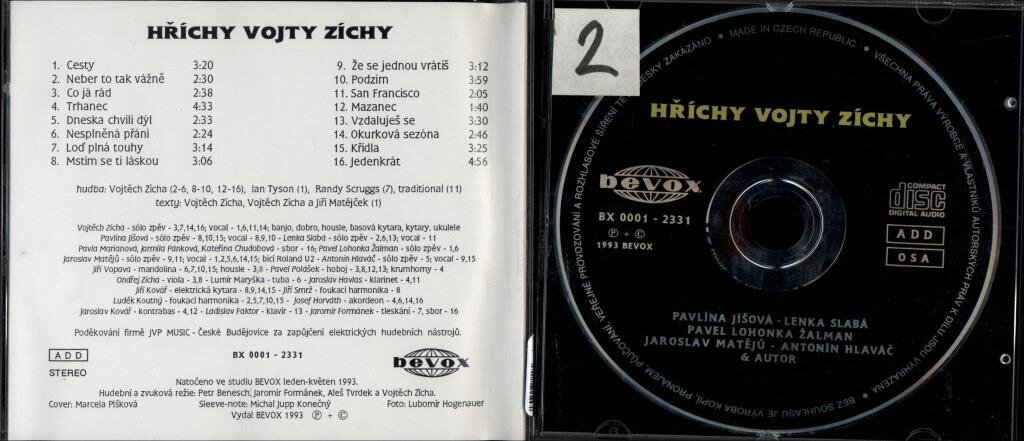 HŘÍCHY VOJTY ZÍCHY
1. Cesty 3:20
2. Neber to tak vážně 2:30
3. Co já rád 2:38
4. Trhanec 4:33
5. Dneska chvíli dýl 2:33
6. Nesplněná přání 2:24
7. Loď plná touhy 3:14
8. Mstim se ti láskou 3:06
9. Že se jednou vrátíš 3:12
10. Podzim 3:59
11. San Francisco 2:05
12. Mazanec 1:40
13. Vzdaluješ se 3:30
14. Okurková sezóna 2:46
15. Křídla 3:25
16. Jedenkrát 4:56
hudba: Vojtěch Zícha (2-6, 8-10, 12-16), Ian Tyson (1), Randy Scruggs (7), traditional (11)
texty: Vojtěch Zícha, Vojtěch Zícha a Jiří Matějček (1)
Vojtěch Zícha - sólo zpěv - 3,7,14,16; vocal - 1,6,11,14; banjo, dobro, housle, basová kytara, kytary, ukulele
Pavlína Jíšová - sólo zpěv - 8,10,15; vocal - 8,9,10 - Lenka Slabá - sólo zpěv - 2,6,13; vocal - 11
Pavla Marianová, Jarmila Pánková, Kateřina Chudobová - sbor - 16; Pavel Lohonka Žalman - sólo zpěv - 1,6
Jaroslav Matějů - sólo zpěv - 9,11; vocal - 1,2,5,6,14,15; bicí Roland U2 - Antonín Hlaváč - sólo zpěv - 5; vocal - 9,15
Jiří Vopava - mandolina - 6,7,10,15; housle - 3,8 - Pavel Polášek - hoboj - 3,8,12,13; krumhorny - 4
Ondřej Zícha - viola - 3,8 - Lumír Maryška - tuba - 6 - Jaroslav Havlas - klarinet - 4,11
Jiří Kovář - elektrická kytara - 8,9,14,15 - Jiří Smrž - foukací harmonika - 8
Luděk Koutný - foukací harmonika - 2,5,7,10,15 - Josef Horváth - akordeon - 4,6,14,16
Jaroslav Kovář - kontrabas - 4,12 - Ladislav Faktor - klavír - 13 - Jaromír Formánek - tleskání - 7, sbor - 16
Poděkování firmě JVP MUSIC - České Budějovice za zapůjčení elektrických hudebních nástrojů.
ADD
STEREO
BX 0001 - 2331
bevox
Natočeno ve studiu BEVOX leden-květen 1993.
Hudební a zvuková režie: Petr Benesch, Jaromír Formánek, Aleš Tvrdek a Vojtěch Zícha.
Cover: Marcela Píšková Sleeve-note: Michal Jupp Konečný Foto: Lubomír Hogenauer
Vydal BEVOX 1993 Ⓟ + ©
2
MADE IN CZECH REPUBLIC
VŠECHNA PRÁVA VÝROBCE A VLASTNÍKŮ AUTORSKÝCH PRÁV K DÍLU JSOU VYHRAZENA
BEZ SOUHLASU JE VÝROBA KOPIÍ, PRONÁJEM, PŮJČOVÁNÍ, VEŘEJNÉ PROVOZOVÁNÍ A ROZHLASOVÉ ŠÍŘENÍ
DESKY ZAKÁZÁNO
HŘÍCHY VOJTY ZÍCHY
bevox
BX 0001 - 2331
Ⓟ + ©
1993 BEVOX
COMPACT
disc
DIGITAL AUDIO
ADD
OSA
PAVLÍNA JÍŠOVÁ - LENKA SLABÁ
PAVEL LOHONKA ŽALMAN
JAROSLAV MATĚJŮ - ANTONÍN HLAVÁČ
& AUTOR